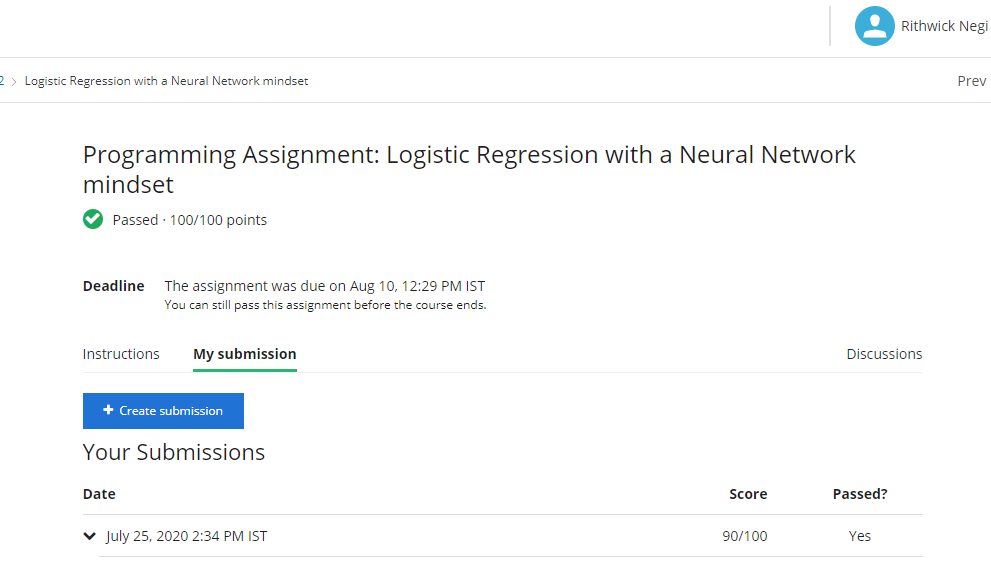 Rithwick Negi
2 > Logistic Regression with a Neural Network mindset
Prev
Programming Assignment: Logistic Regression with a Neural Network
mindset
Passed · 100/100 points
Deadline The assignment was due on Aug 10, 12:29 PM IST
You can still pass this assignment before the course ends.
Instructions My submission Discussions
+ Create submission
Your Submissions
Date Score Passed?
July 25, 2020 2:34 PM IST 90/100 Yes